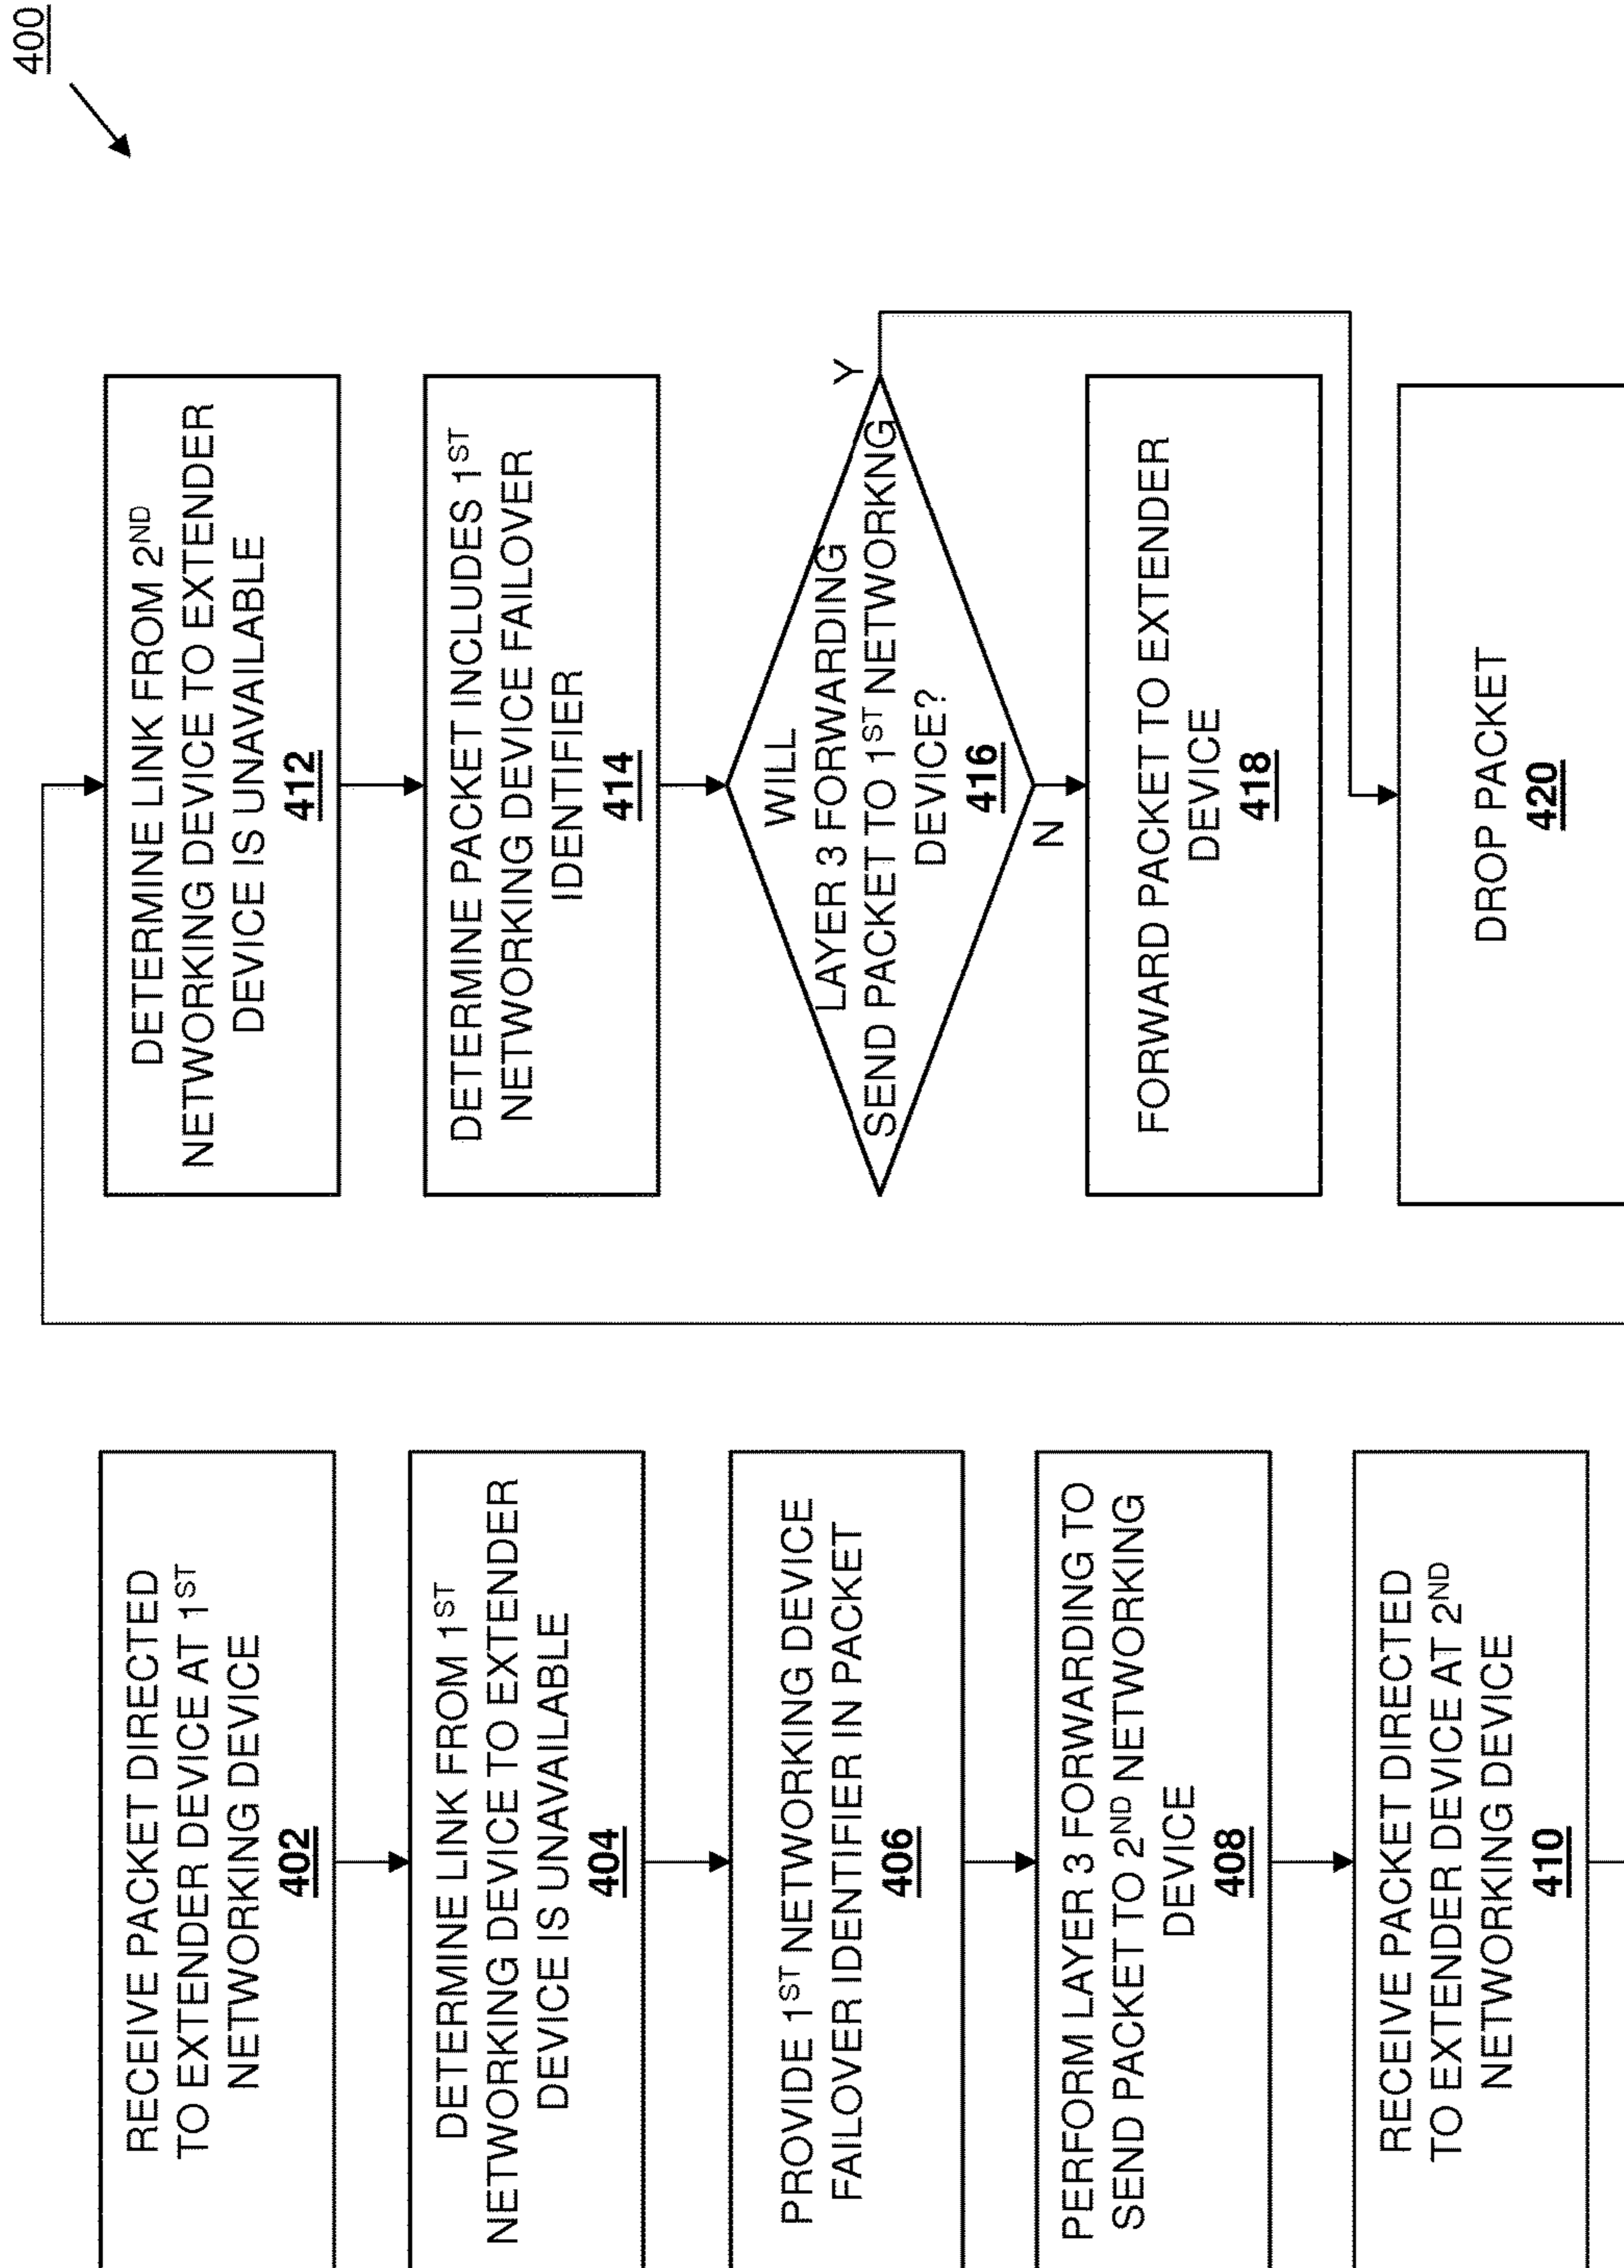 400
RECEIVE PACKET DIRECTED
TO EXTENDER DEVICE AT 1ST
NETWORKING DEVICE
402
DETERMINE LINK FROM 1ST
NETWORKING DEVICE TO EXTENDER
DEVICE IS UNAVAILABLE
404
PROVIDE 1ST NETWORKING DEVICE
FAILOVER IDENTIFIER IN PACKET
406
PERFORM LAYER 3 FORWARDING TO
SEND PACKET TO 2ND NETWORKING
DEVICE
408
RECEIVE PACKET DIRECTED
TO EXTENDER DEVICE AT 2ND
NETWORKING DEVICE
410
DETERMINE LINK FROM 2ND
NETWORKING DEVICE TO EXTENDER
DEVICE IS UNAVAILABLE
412
DETERMINE PACKET INCLUDES 1ST
NETWORKING DEVICE FAILOVER
IDENTIFIER
414
WILL
LAYER 3 FORWARDING
SEND PACKET TO 1ST NETWORKNG
DEVICE?
416
Y
N
FORWARD PACKET TO EXTENDER
DEVICE
418
DROP PACKET
420